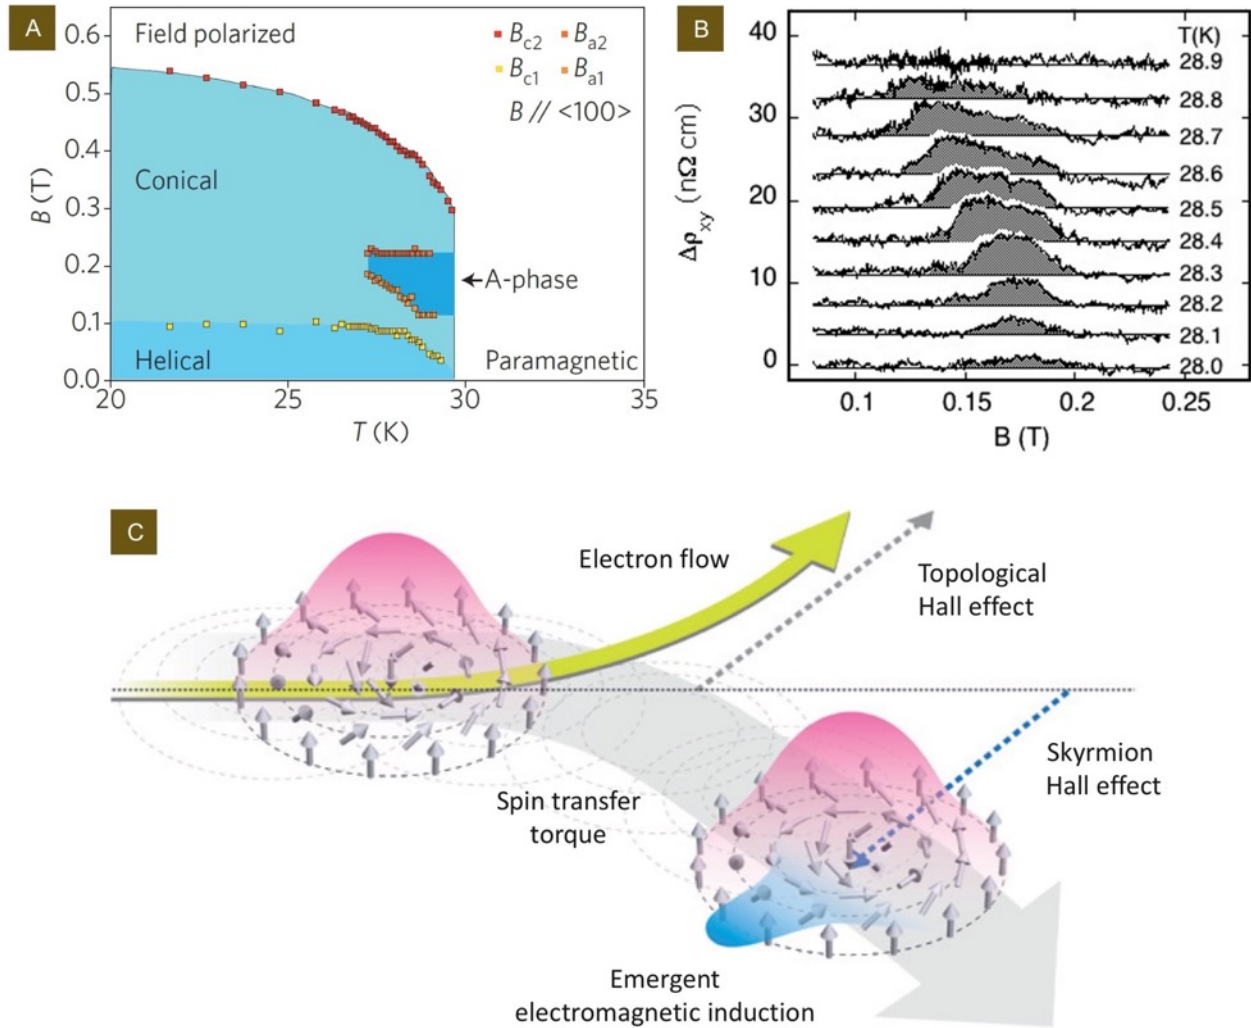 A
0.6
0.5
0.4
0.3
0.2
0.1
0.0
B (T)
Field polarized
Conical
Helical
Paramagnetic
A-phase
Bc2
Ba2
Bc1
Ba1
B // <100>
20
25
30
35
T (K)
B
40
30
20
10
0
Δρxy (nΩ cm)
T(K)
28.9
28.8
28.7
28.6
28.5
28.4
28.3
28.2
28.1
28.0
0.1
0.15
0.2
0.25
B (T)
C
Electron flow
Topological
Hall effect
Skyrmion
Hall effect
Spin transfer
torque
Emergent
electromagnetic induction